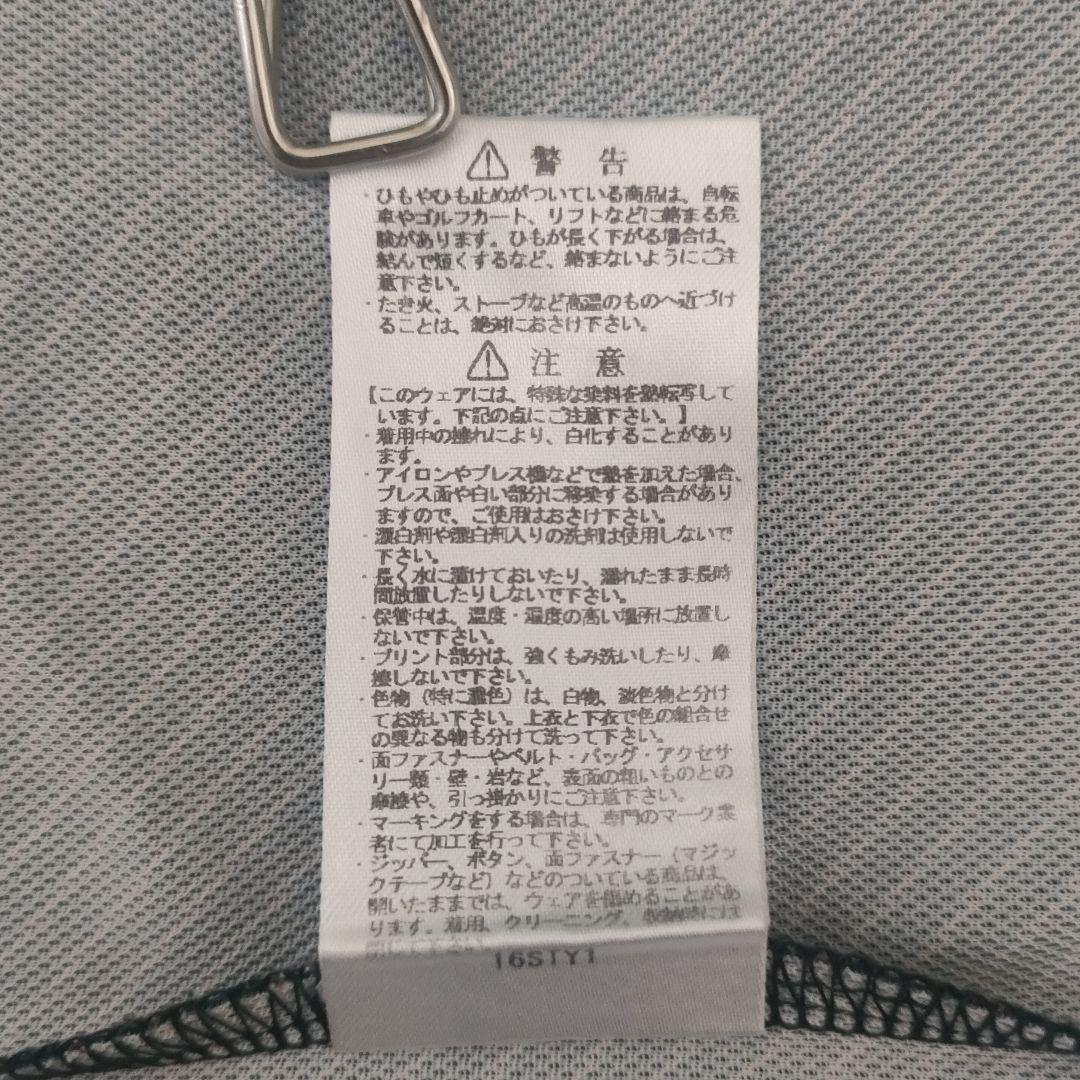 ⚠ 警 告
・ひもやひも止めがついている商品は、自転
車やゴルフカート、リフトなどに絡まる危
険があります。ひもが長く下がる場合は、
結んで短くするなど、絡まないようにご注
意下さい。
・たき火、ストーブなど高温のものへ近づけ
ることは、絶対におさけ下さい。
⚠ 注 意
【このウェアには、特殊な染料を熱転写して
います。下記の点にご注意下さい。】
・着用中の擦れにより、白化することがあり
ます。
・アイロンやプレス機などで熱を加えた場合、
プレス面や白い部分に移染する場合があり
ますので、ご使用はおさけ下さい。
・漂白剤や漂白剤入りの洗剤は使用しないで
下さい。
・長く水に漬けておいたり、濡れたまま長時
間放置したりしないで下さい。
・保管中は、温度・湿度の高い場所に放置し
ないで下さい。
・プリント部分は、強くもみ洗いしたり、摩
擦しないで下さい。
・色物（特に濃色）は、白物、淡色物と分け
てお洗い下さい。上衣と下衣で色の組合せ
の異なる物も分けて洗って下さい。
・面ファスナーやベルト・バッグ・アクセサ
リー類・壁・岩など、表面の粗いものとの
摩擦や、引っ掛かりにご注意下さい。
・マーキングをする場合は、専門のマーク業
者にて加工を行って下さい。
・ジッパー、ボタン、面ファスナー（マジッ
クテープなど）などのついている商品は、
開いたままでは、ウェアを傷めることがあ
ります。着用、クリーニング、収納時には
16STY1